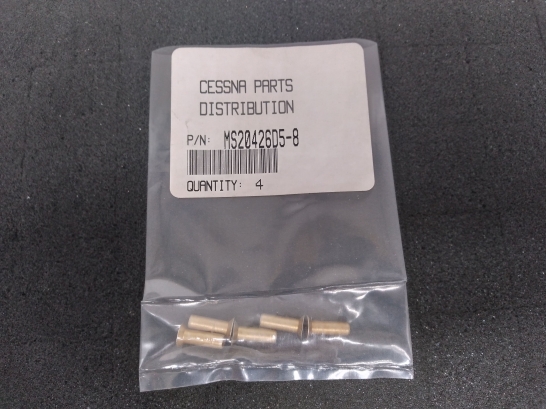 CESSNA PARTS
DISTRIBUTION
P/N: MS20426D5-8
QUANTITY: 4